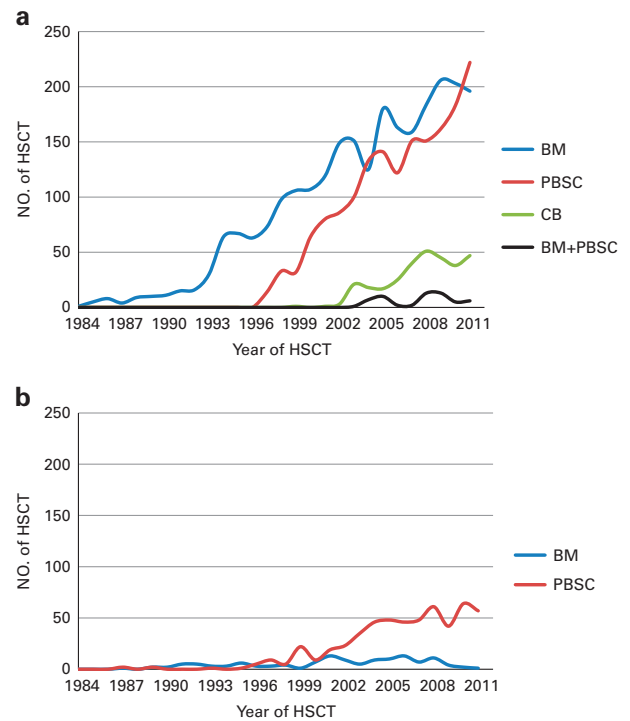 a
250
200
150
100
50
0
NO. of HSCT
1984 1987 1990 1993 1996 1999 2002 2005 2008 2011
Year of HSCT
BM
PBSC
CB
BM+PBSC
b
250
200
150
100
50
0
NO. of HSCT
1984 1987 1990 1993 1996 1999 2002 2005 2008 2011
Year of HSCT
BM
PBSC